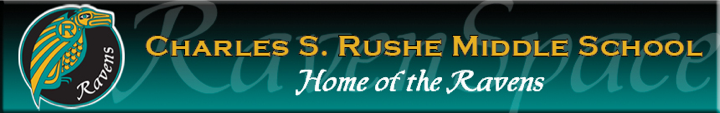 RavenSpace
R
Ravens
CHARLES S. RUSHE MIDDLE SCHOOL
Home of the Ravens